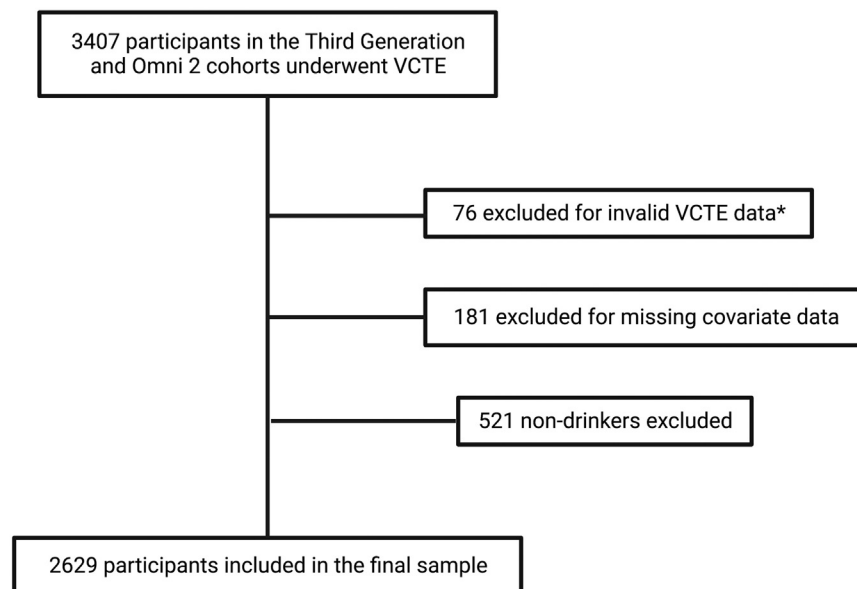 3407 participants in the Third Generation
and Omni 2 cohorts underwent VCTE
76 excluded for invalid VCTE data*
181 excluded for missing covariate data
521 non-drinkers excluded
2629 participants included in the final sample